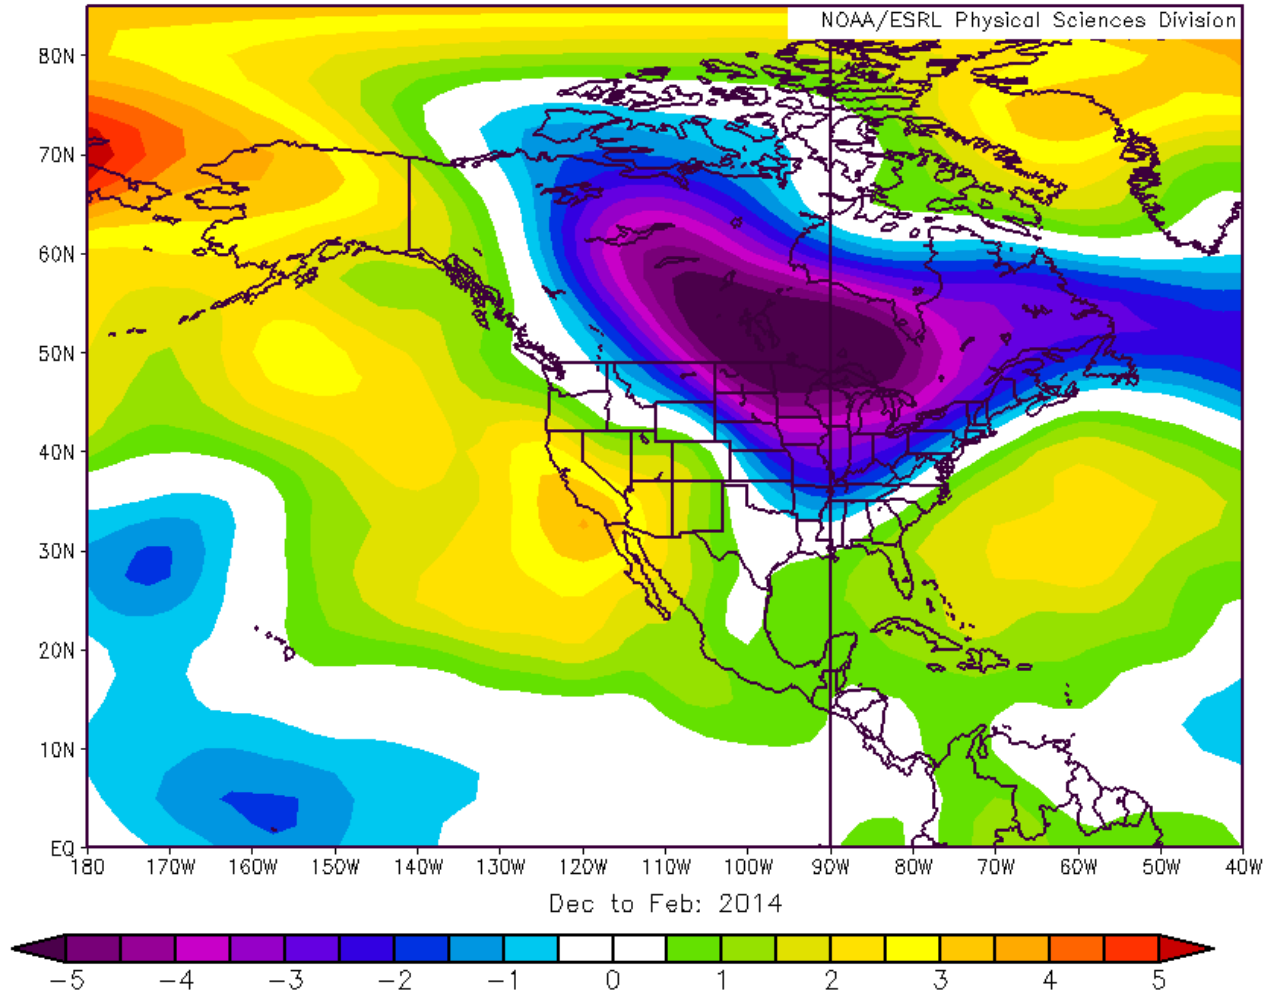 NOAA/ESRL Physical Sciences Division
80N
70N
60N
50N
40N
30N
20N
10N
EQ
180 170W 160W 150W 140W 130W 120W 110W 100W 90W 80W 70W 60W 50W 40W
Dec to Feb: 2014
-5 -4 -3 -2 -1 0 1 2 3 4 5